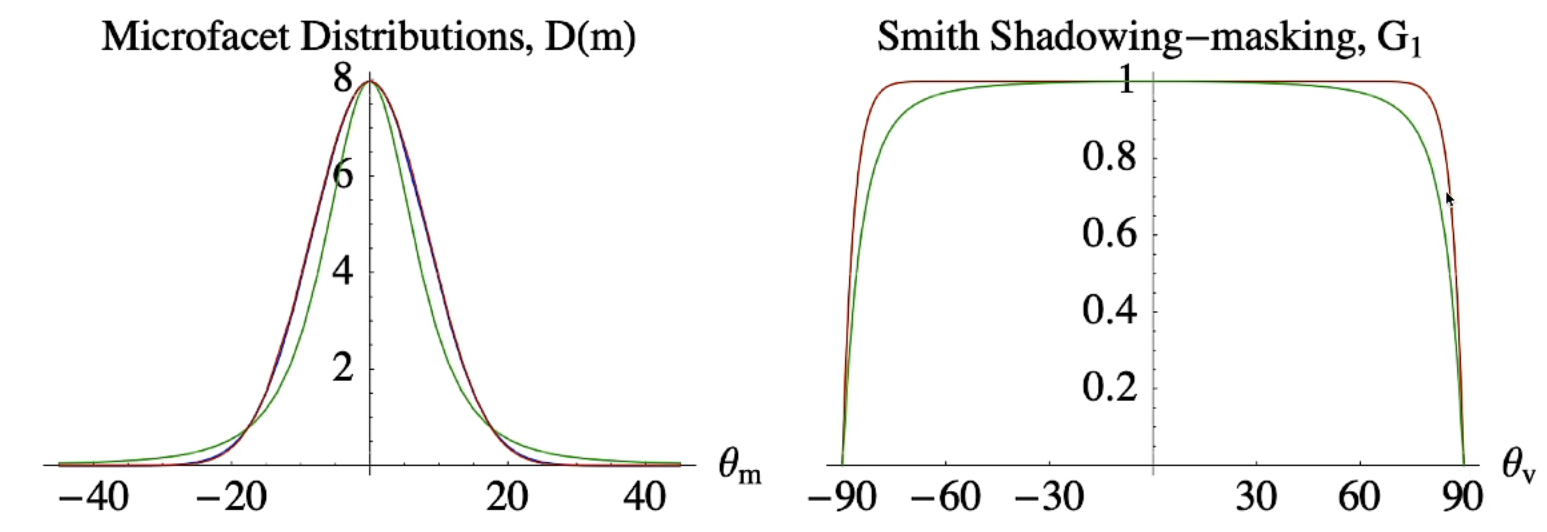 Microfacet Distributions, D(m)
8
6
4
2
−40 −20 20 40 θm
Smith Shadowing−masking, G1
1
0.8
0.6
0.4
0.2
−90 −60 −30 30 60 90 θv